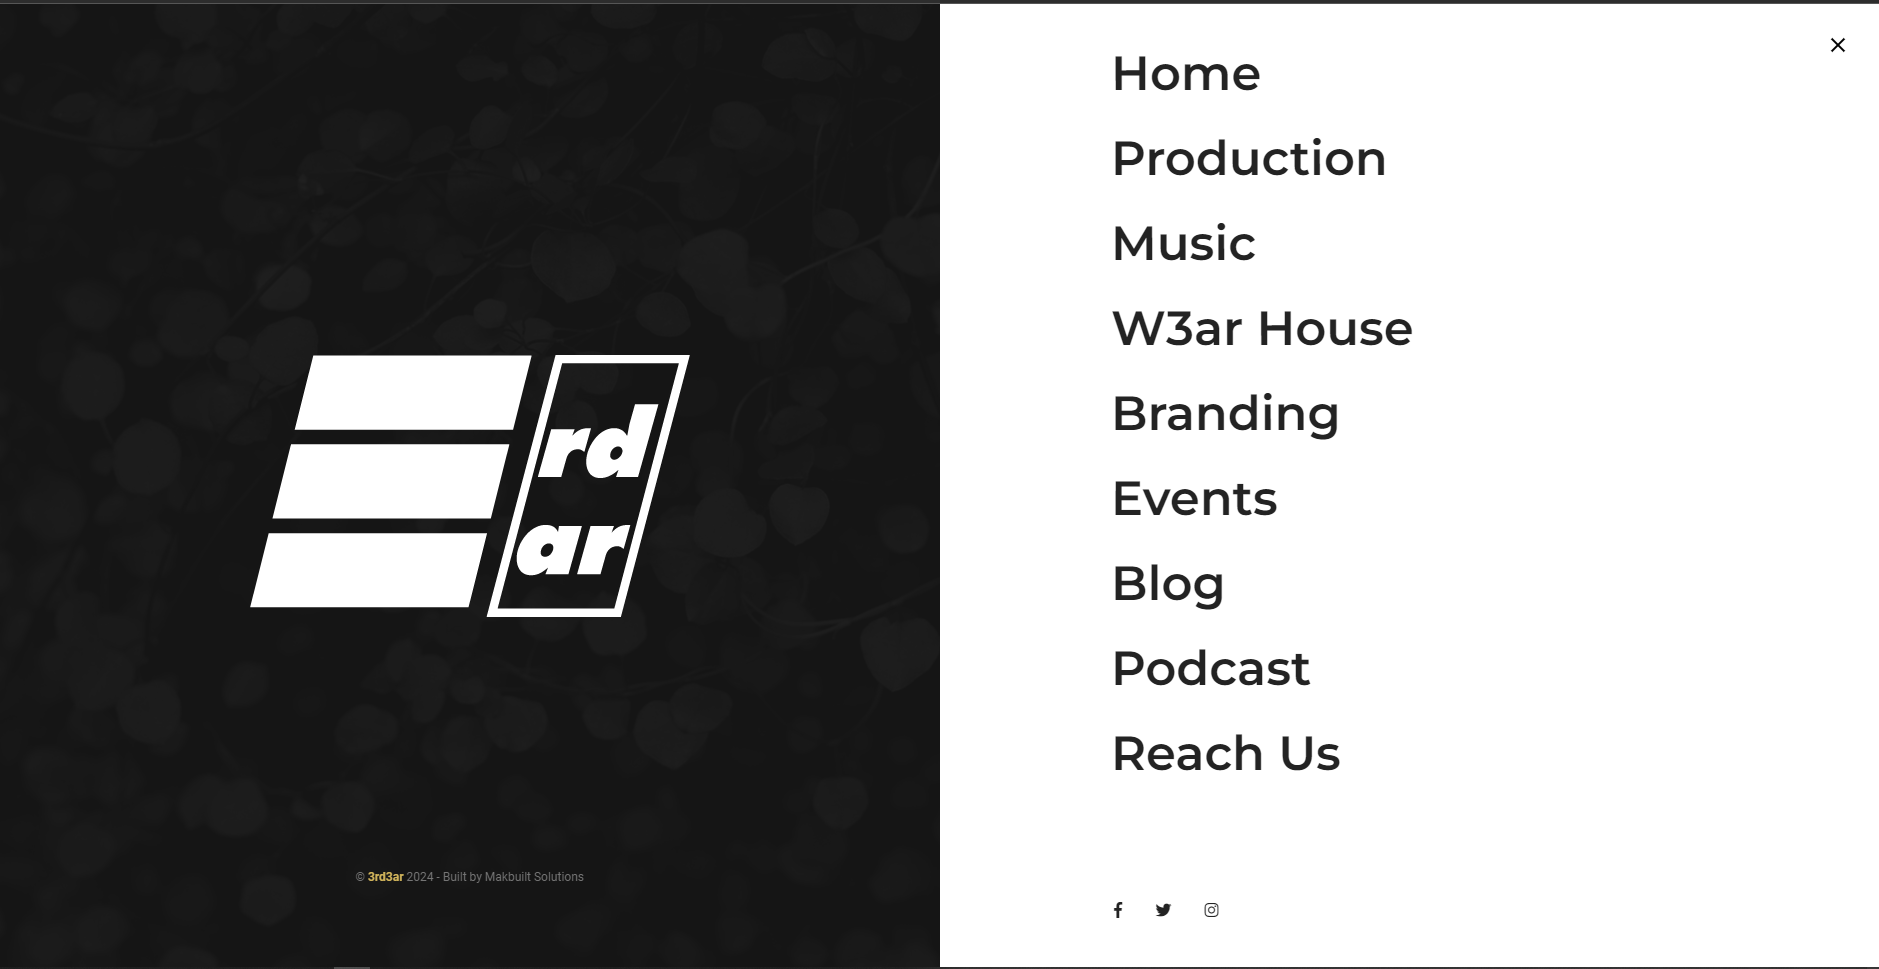 rd
ar
© 3rd3ar 2024 - Built by Makbuilt Solutions
Home
Production
Music
W3ar House
Branding
Events
Blog
Podcast
Reach Us